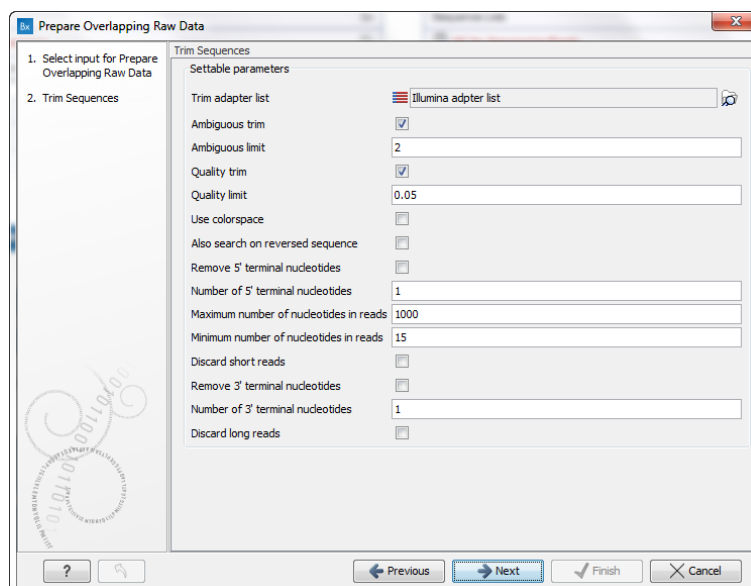 Bx Prepare Overlapping Raw Data
1. Select input for Prepare
Overlapping Raw Data
2. Trim Sequences
Trim Sequences
Settable parameters
Trim adapter list Illumina adpter list
Ambiguous trim
Ambiguous limit 2
Quality trim
Quality limit 0.05
Use colorspace
Also search on reversed sequence
Remove 5' terminal nucleotides
Number of 5' terminal nucleotides 1
Maximum number of nucleotides in reads 1000
Minimum number of nucleotides in reads 15
Discard short reads
Remove 3' terminal nucleotides
Number of 3' terminal nucleotides 1
Discard long reads
? Previous Next Finish Cancel